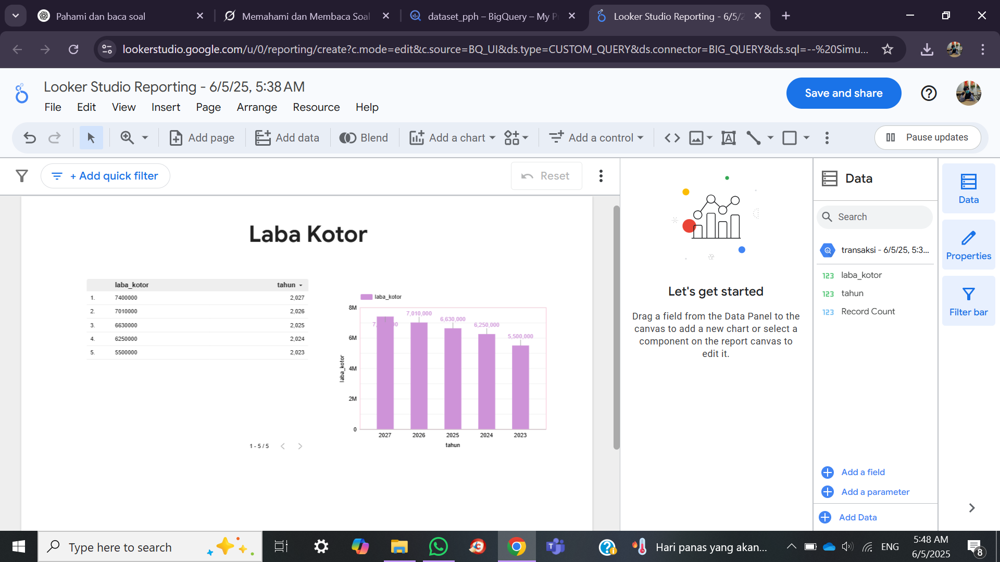 Pahami dan baca soal
Memahami dan Membaca Soal
dataset_pph – BigQuery – My P
Looker Studio Reporting - 6/5/2
lookerstudio.google.com/u/0/reporting/create?c.mode=edit&c.source=BQ_UI&ds.type=CUSTOM_QUERY&ds.connector=BIG_QUERY&ds.sql=--%20Simu...
Looker Studio Reporting - 6/5/25, 5:38 AM
File Edit View Insert Page Arrange Resource Help
Save and share
Add page
Add data
Blend
Add a chart
Add a control
Pause updates
+ Add quick filter
Reset
Laba Kotor
laba_kotor tahun
1. 7400000 2,027
2. 7010000 2,026
3. 6630000 2,025
4. 6250000 2,024
5. 5500000 2,023
1 - 5 / 5
laba_kotor
8M
6M
4M
2M
0
laba_kotor
7,010,000
6,630,000
6,250,000
5,500,000
2027 2026 2025 2024 2023
tahun
Let's get started
Drag a field from the Data Panel to the
canvas to add a new chart or select a
component on the report canvas to
edit it.
Data
Search
transaksi - 6/5/25, 5:3...
123 laba_kotor
123 tahun
123 Record Count
Add a field
Add a parameter
Add Data
Data
Properties
Filter bar
Type here to search
Hari panas yang akan...
ENG
5:48 AM
6/5/2025
8